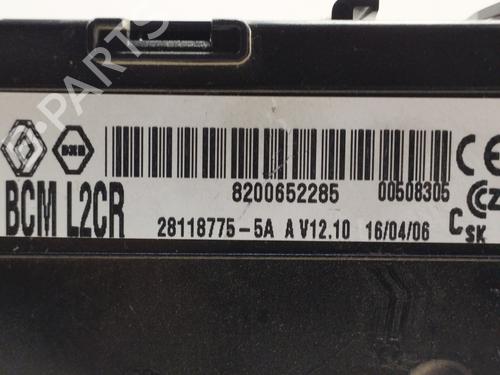 8200652285 00508305
BCM L2CR 28118775-5A A V12.10 16/04/06
CE
CZ
C SK